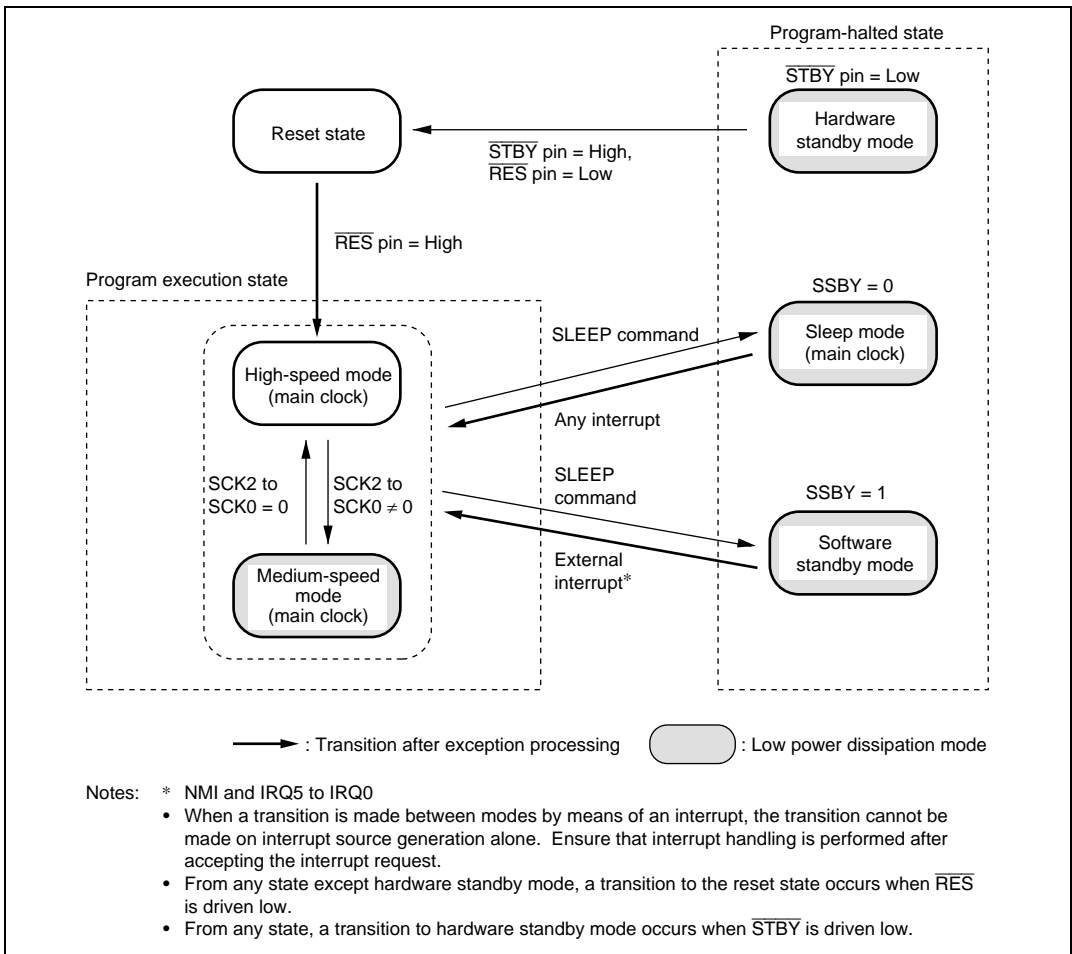 Program-halted state
STBY pin = Low
Hardware
standby mode
Reset state
STBY pin = High,
RES pin = Low
RES pin = High
Program execution state
SSBY = 0
Sleep mode
(main clock)
SLEEP command
High-speed mode
(main clock)
Any interrupt
SCK2 to
SCK0 = 0
SCK2 to
SCK0 ≠ 0
SLEEP
command
SSBY = 1
Software
standby mode
External
interrupt*
Medium-speed
mode
(main clock)
: Transition after exception processing
: Low power dissipation mode
Notes: * NMI and IRQ5 to IRQ0
• When a transition is made between modes by means of an interrupt, the transition cannot be
made on interrupt source generation alone. Ensure that interrupt handling is performed after
accepting the interrupt request.
• From any state except hardware standby mode, a transition to the reset state occurs when RES
is driven low.
• From any state, a transition to hardware standby mode occurs when STBY is driven low.